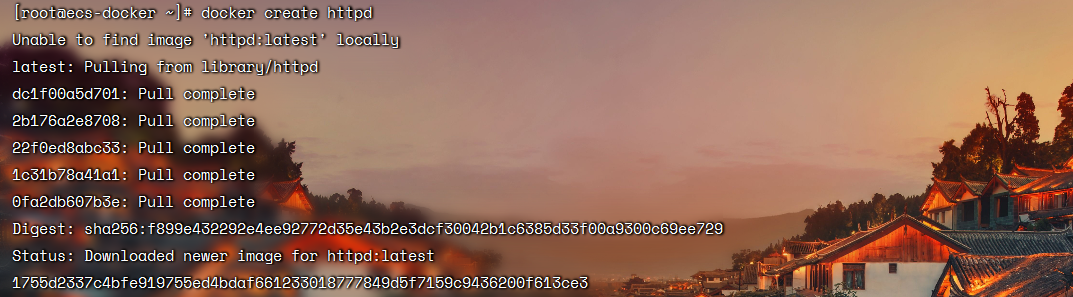 [root@ecs-docker ~]# docker create httpd
Unable to find image 'httpd:latest' locally
latest: Pulling from library/httpd
dc1f00a5d701: Pull complete
2b176a2e8708: Pull complete
22f0ed8abc33: Pull complete
1c31b78a41a1: Pull complete
0fa2db607b3e: Pull complete
Digest: sha256:f899e432292e4ee92772d35e43b2e3dcf30042b1c6385d33f00a9300c69ee729
Status: Downloaded newer image for httpd:latest
1755d2337c4bfe919755ed4bdaf661233018777849d5f7159c9436200f613ce3